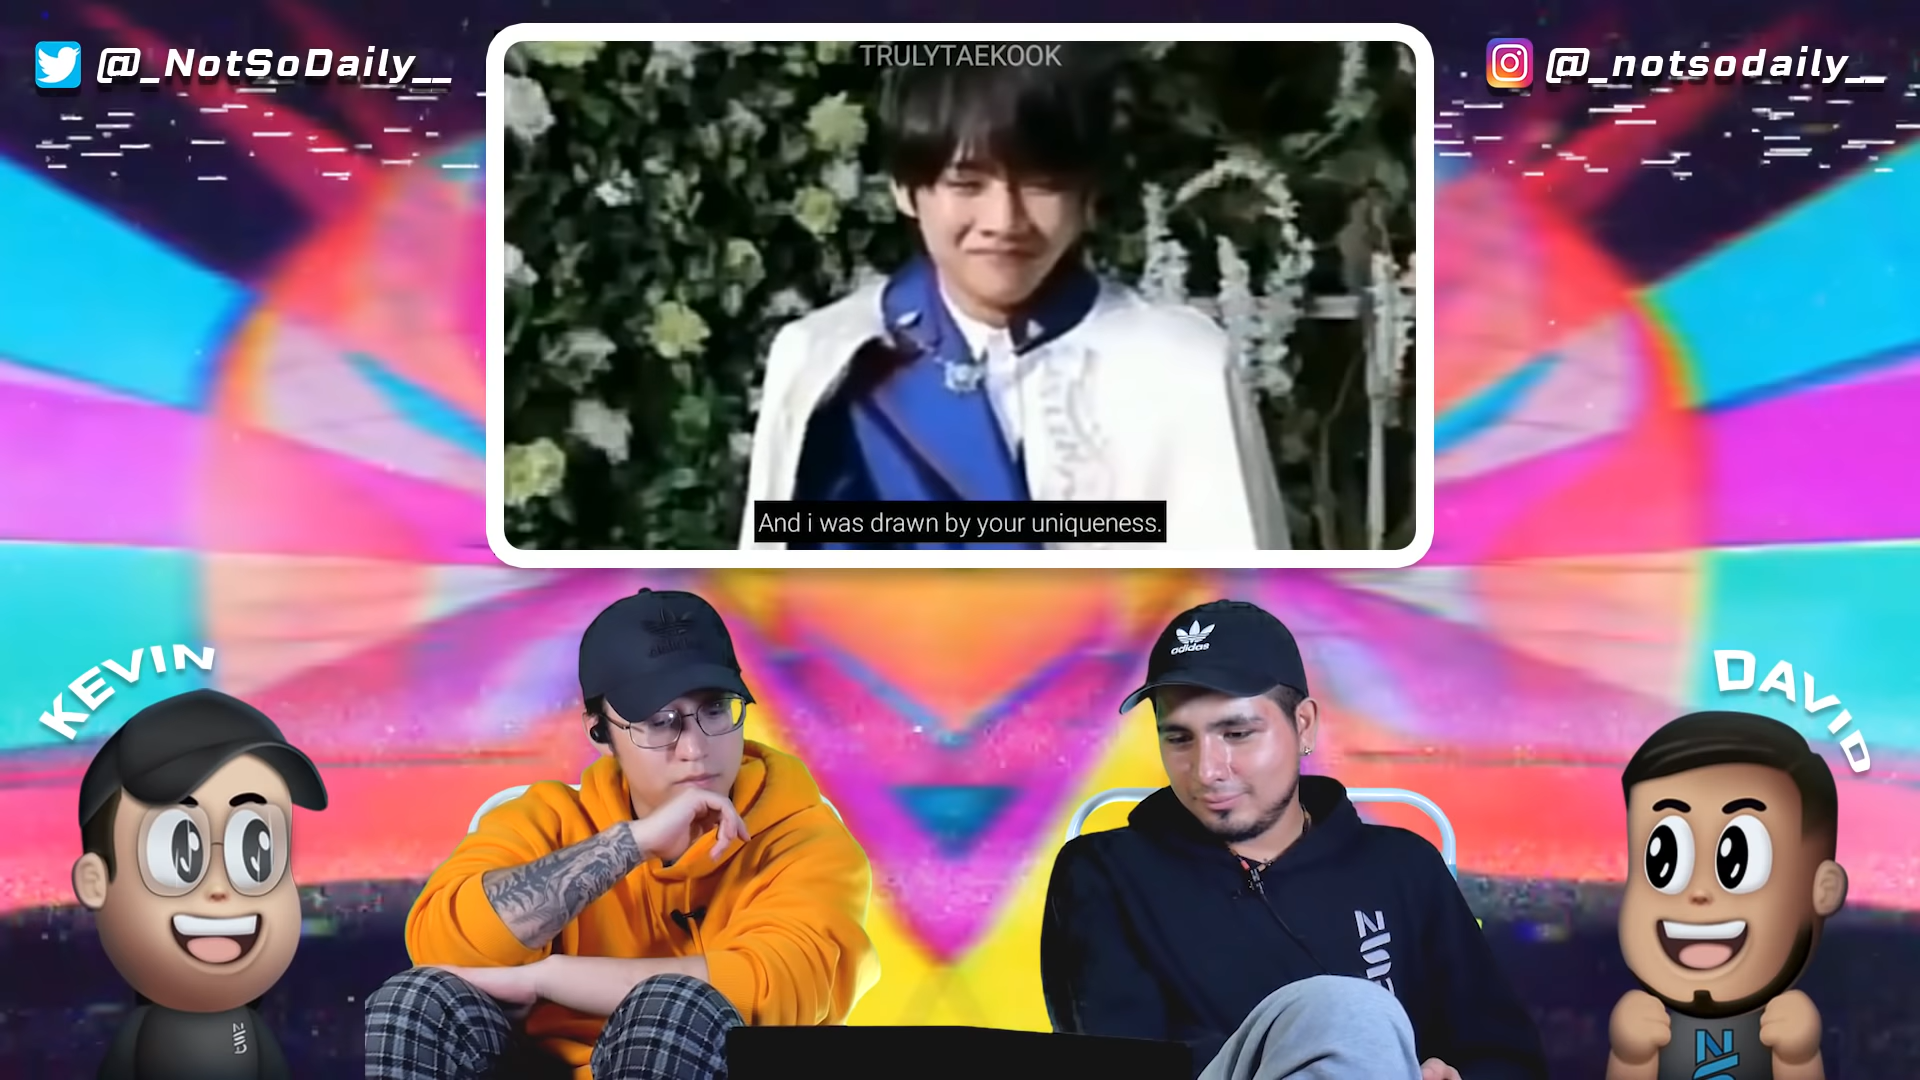 @_NotSoDaily__
TRULYTAEKOOK
@_notsodaily__
And i was drawn by your uniqueness.
KEVIN
DAVID
adidas